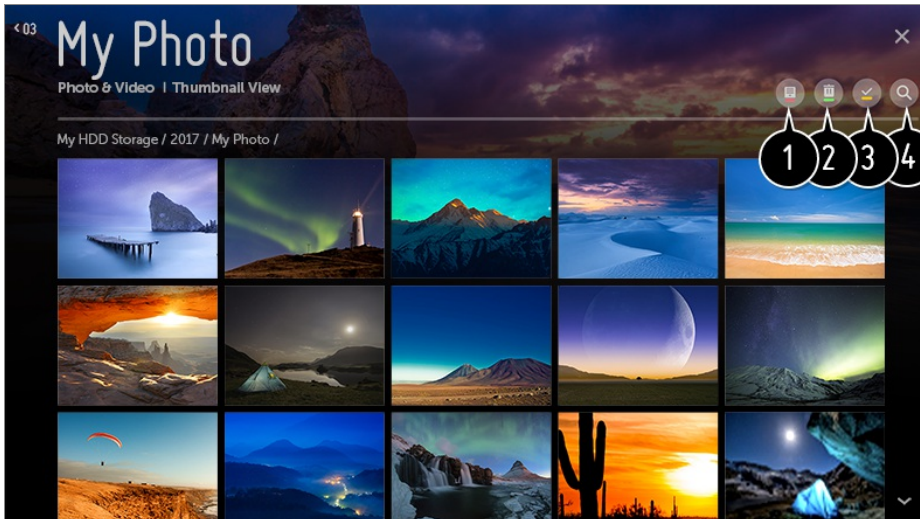 < 03
My Photo
Photo & Video | Thumbnail View
My HDD Storage / 2017 / My Photo /
1 2 3 4